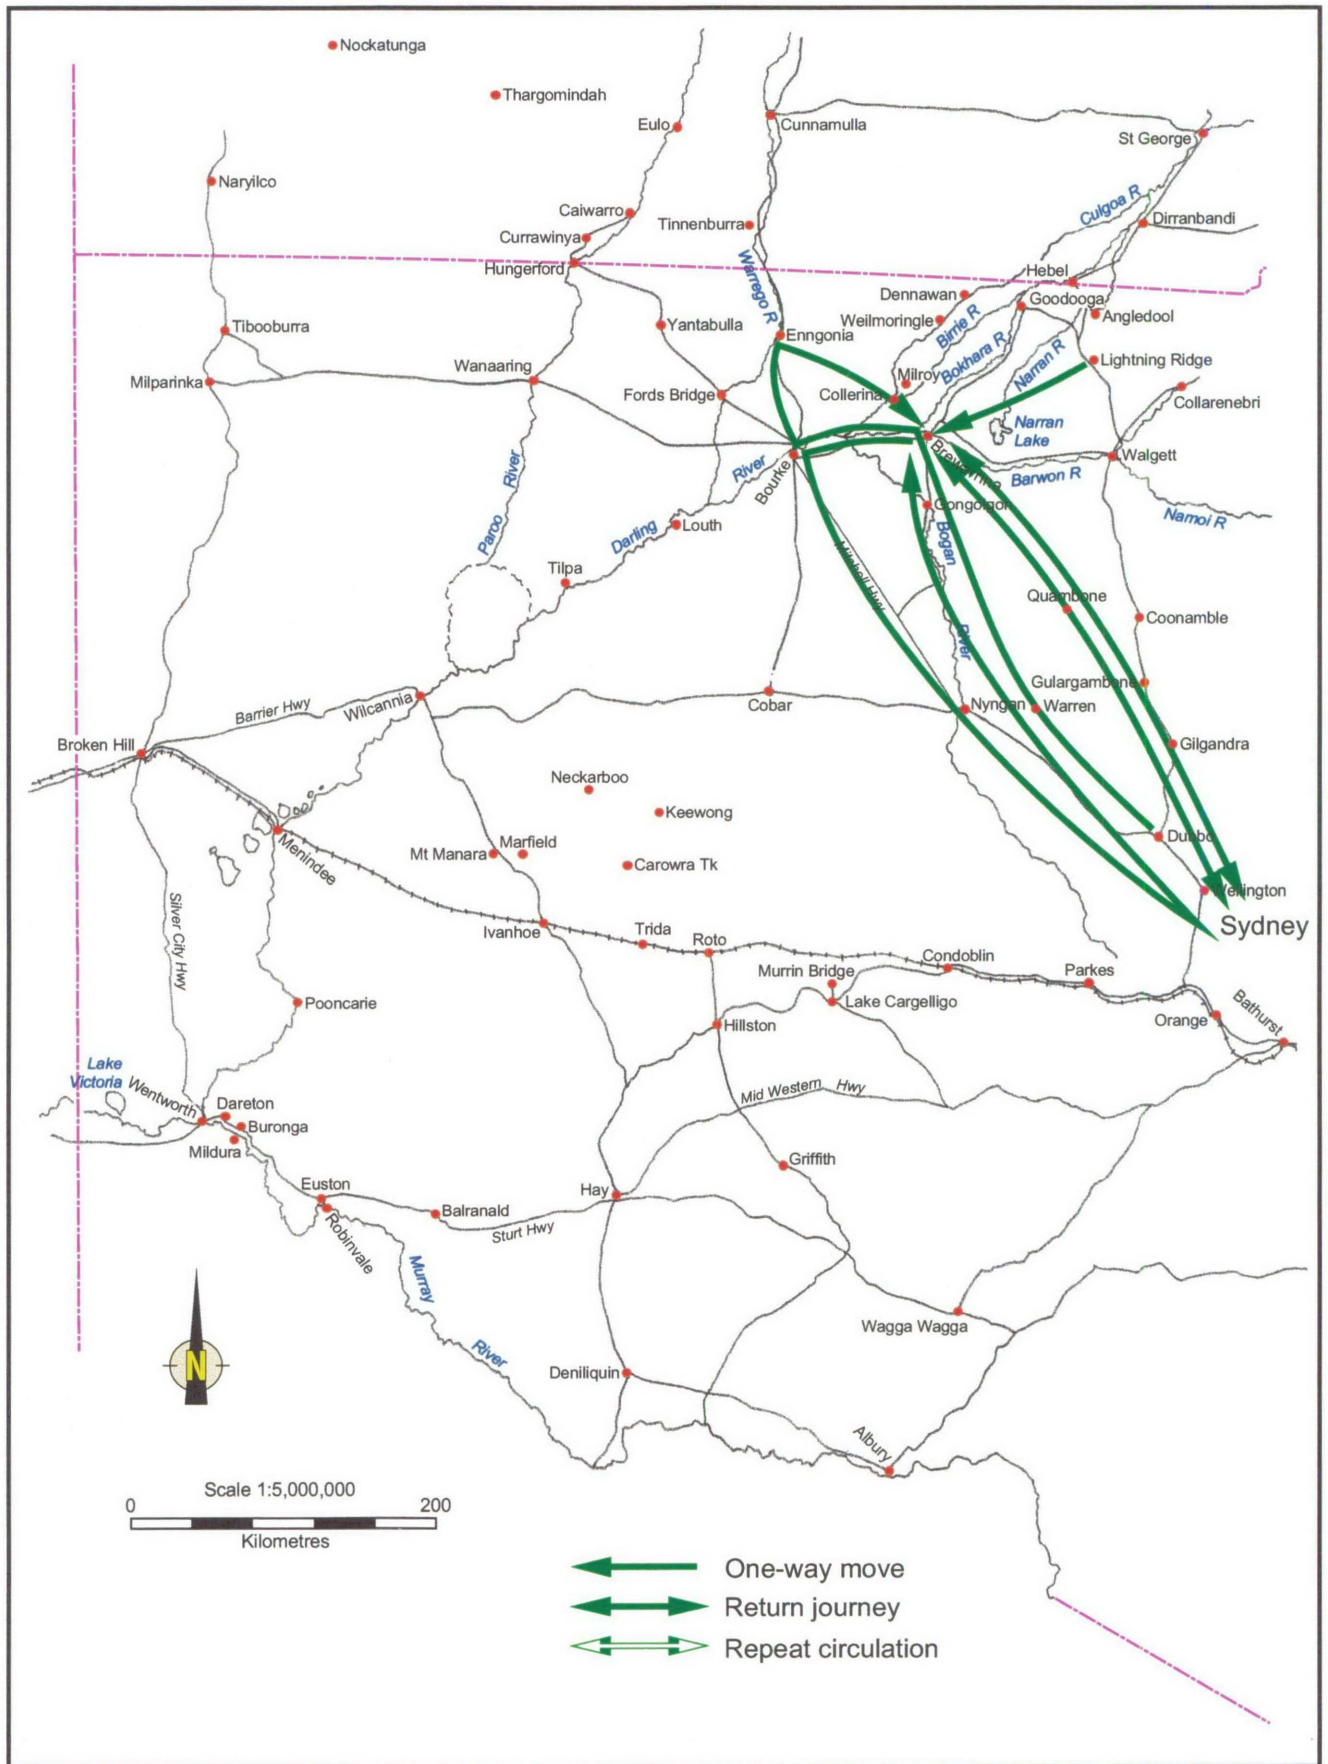 Nockatunga
Thargomindah
Eulo
Cunnamulla
St George
Naryilco
Culgoa R
Caiwarro
Tinnenburra
Dirranbandi
Currawinya
Warrego R
Hungerford
Hebel
Dennawan
Goodooga
Weilmoringle
Birrie R
Angledool
Tibooburra
Yantabulla
Enngonia
Bokhara R
Narran R
Lightning Ridge
Wanaaring
Milparinka
Milroy
Fords Bridge
Collerina
Collarenebri
Narran
Lake
Brewarrina
Walgett
River
Bourke
Barwon R
Paroo River
Gongolgon
Namoi R
Louth
Darling
Bogan
Mitchell Hwy
Tilpa
Quambone
Coonamble
River
Gulargambone
Wilcannia
Barrier Hwy
Cobar
Nyngan
Warren
Broken Hill
Gilgandra
Neckarboo
Keewong
Menindee
Mt Manara
Marfield
Carowra Tk
Dubbo
Silver City Hwy
Wellington
Sydney
Ivanhoe
Trida
Roto
Condoblin
Murrin Bridge
Parkes
Lake Cargelligo
Pooncarie
Hillston
Orange
Bathurst
Lake
Victoria
Wentworth
Dareton
Buronga
Mildura
Mid Western Hwy
Griffith
Euston
Hay
Balranald
Robinvale
Sturt Hwy
Murray
Wagga Wagga
N
River
Deniliquin
Albury
Scale 1:5,000,000
0 200
Kilometres
One-way move
Return journey
Repeat circulation